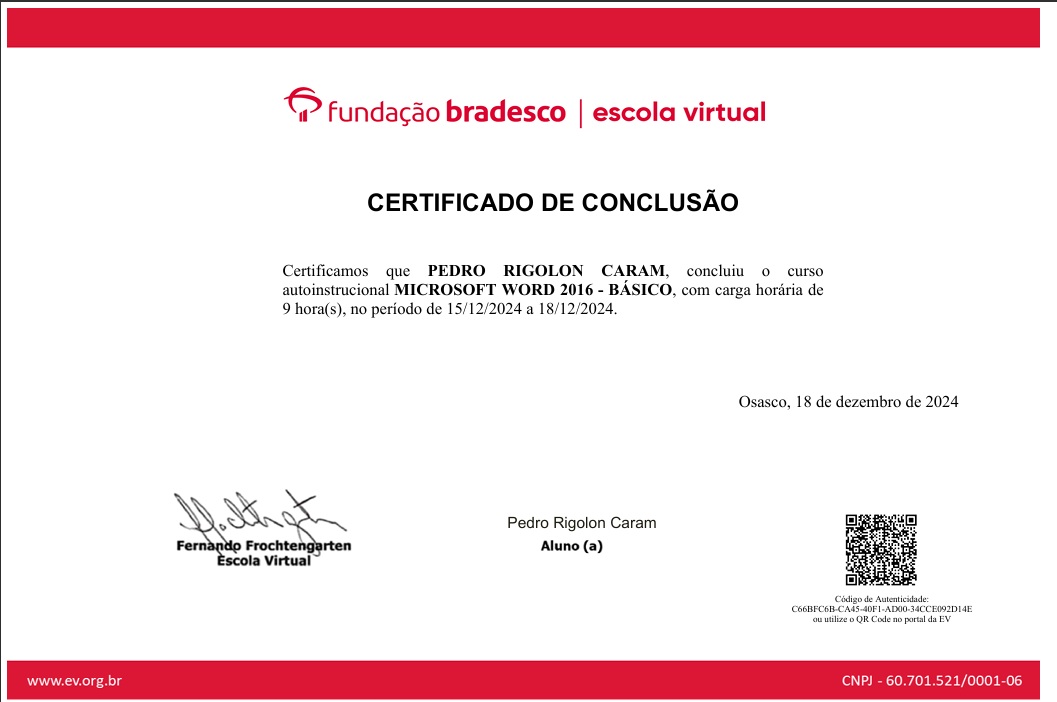 fundação bradesco | escola virtual
CERTIFICADO DE CONCLUSÃO
Certificamos que PEDRO RIGOLON CARAM, concluiu o curso
autoinstrucional MICROSOFT WORD 2016 - BÁSICO, com carga horária de
9 hora(s), no período de 15/12/2024 a 18/12/2024.
Osasco, 18 de dezembro de 2024
Fernando Frochtengarten
Escola Virtual
Pedro Rigolon Caram
Aluno (a)
Código de Autenticidade:
C66BFC6B-CA45-40F1-AD00-34CCE092D14E
ou utilize o QR Code no portal da EV
www.ev.org.br
CNPJ - 60.701.521/0001-06